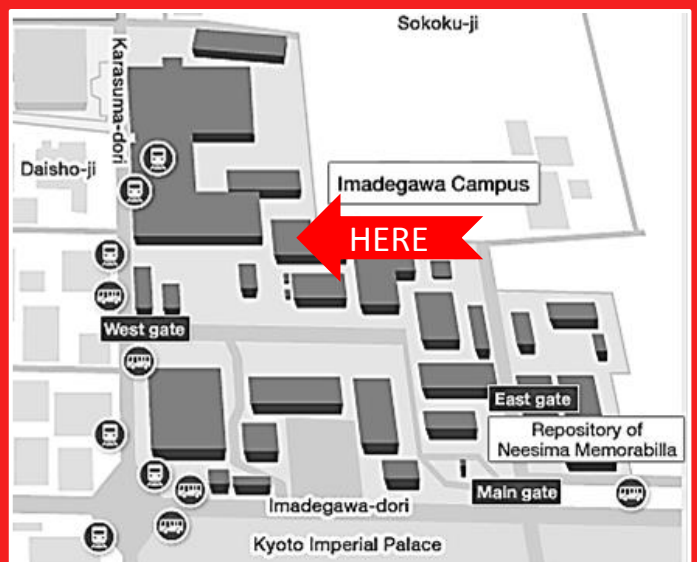 Sokoku-ji
Karasuma-dori
Daisho-ji
Imadegawa Campus
HERE
West gate
East gate
Repository of
Neesima Memorabilla
Main gate
Imadegawa-dori
Kyoto Imperial Palace